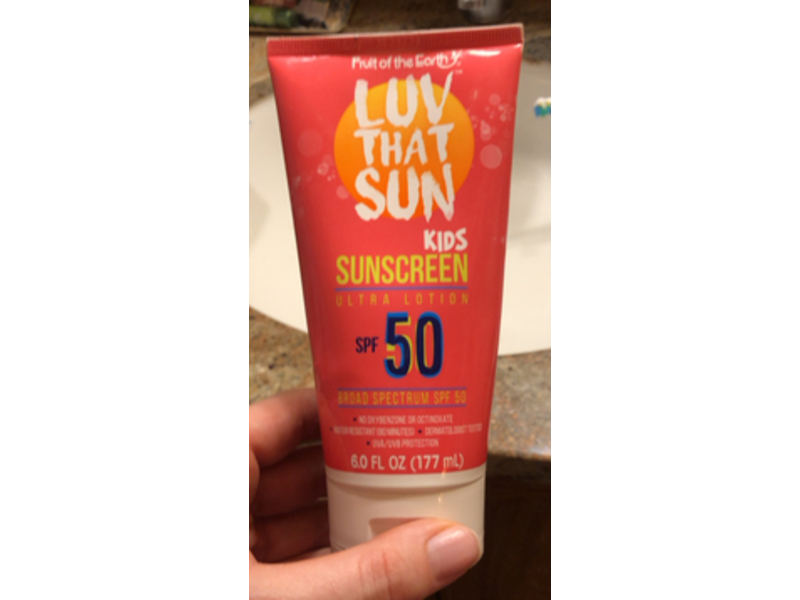 Fruit of the Earth
LUV
THAT
SUN
™
KIDS
SUNSCREEN
ULTRA LOTION
SPF 50
BROAD SPECTRUM SPF 50
• NO OXYBENZONE OR OCTINOXATE
• WATER RESISTANT (80 MINUTES) • DERMATOLOGIST TESTED
• UVA/UVB PROTECTION
6.0 FL OZ (177 mL)